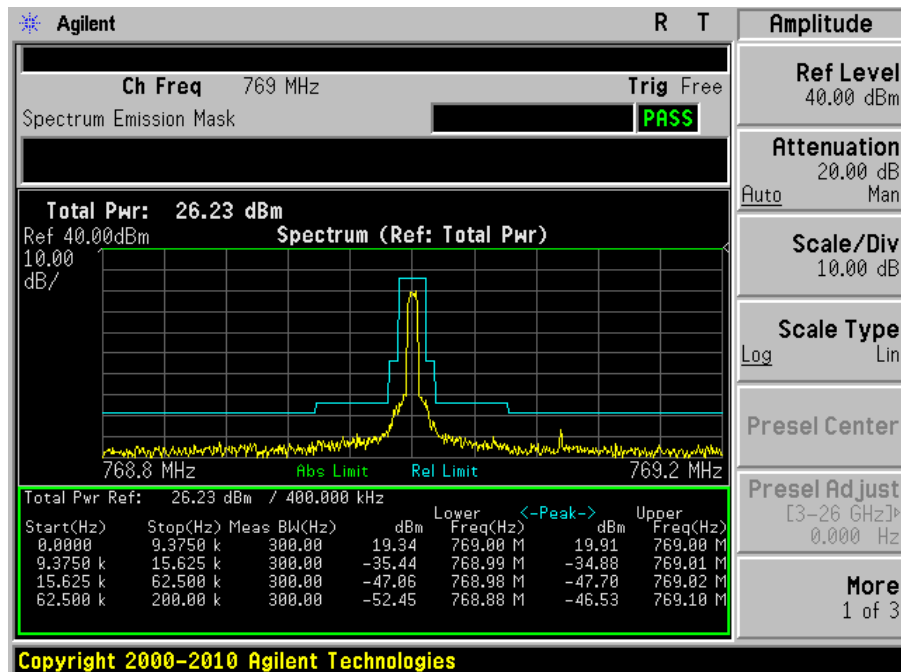 Agilent R T
Ch Freq 769 MHz Trig Free
Spectrum Emission Mask PASS
Total Pwr: 26.23 dBm
Ref 40.00dBm Spectrum (Ref: Total Pwr)
10.00
dB/
768.8 MHz Abs Limit Rel Limit 769.2 MHz
Total Pwr Ref: 26.23 dBm / 400.000 kHz
Lower <-Peak-> Upper
Start(Hz) Stop(Hz) Meas BW(Hz) dBm Freq(Hz) dBm Freq(Hz)
0.0000 9.3750 k 300.00 19.34 769.00 M 19.91 769.00 M
9.3750 k 15.625 k 300.00 -35.44 768.99 M -34.88 769.01 M
15.625 k 62.500 k 300.00 -47.06 768.98 M -47.70 769.02 M
62.500 k 200.00 k 300.00 -52.45 768.88 M -46.53 769.10 M
Amplitude
Ref Level
40.00 dBm
Attenuation
20.00 dB
Auto Man
Scale/Div
10.00 dB
Scale Type
Log Lin
Presel Center
Presel Adjust
[3-26 GHz]
0.000 Hz
More
1 of 3
Copyright 2000-2010 Agilent Technologies